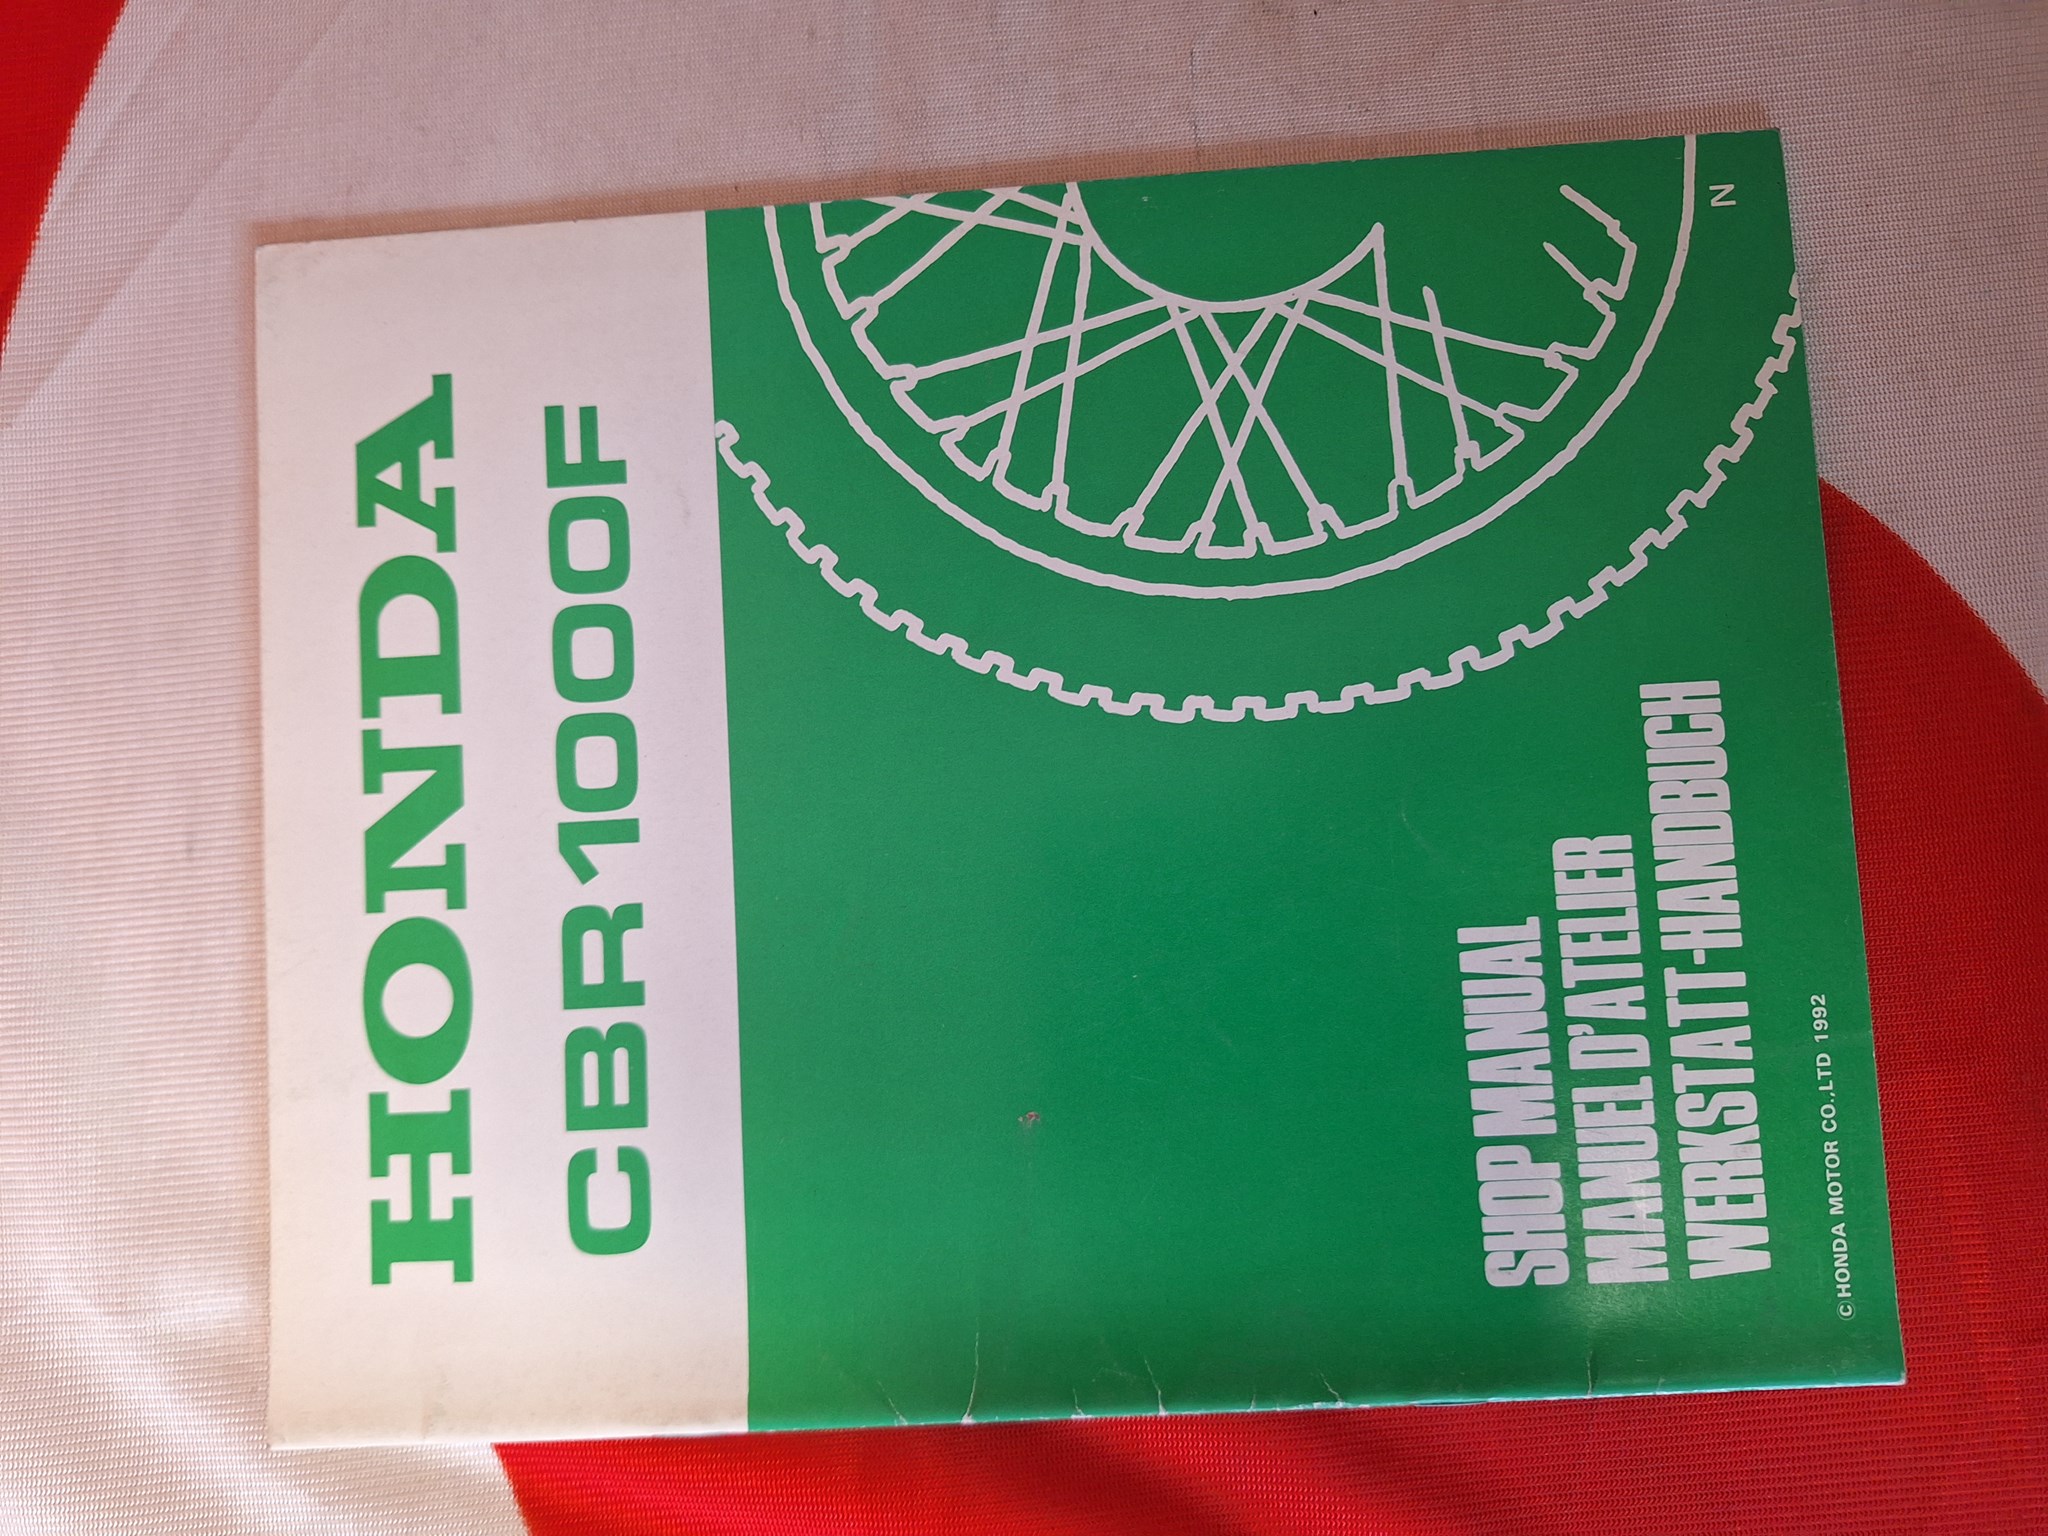 HONDA
CBR1000F
N
SHOP MANUAL
MANUEL D'ATELIER
WERKSTATT-HANDBUCH
© HONDA MOTOR CO.,LTD 1992